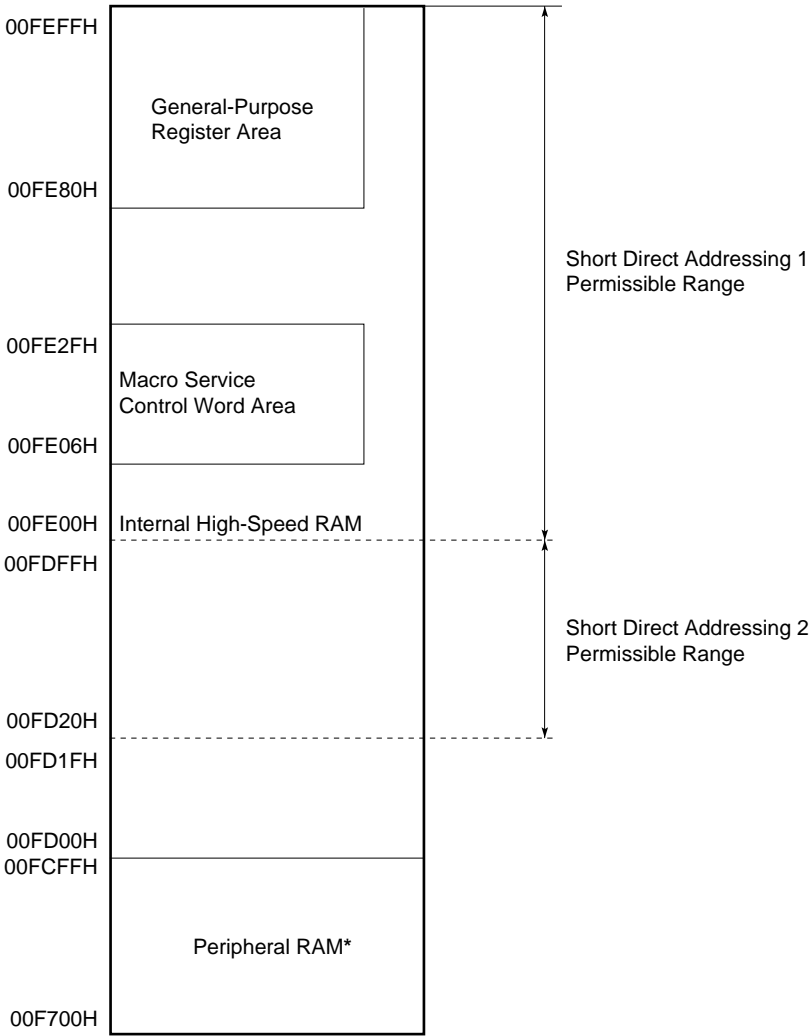 00FEFFH
General-Purpose
Register Area
00FE80H
Short Direct Addressing 1
Permissible Range
00FE2FH
Macro Service
Control Word Area
00FE06H
00FE00H Internal High-Speed RAM
00FDFFH
Short Direct Addressing 2
Permissible Range
00FD20H
00FD1FH
00FD00H
00FCFFH
Peripheral RAM*
00F700H